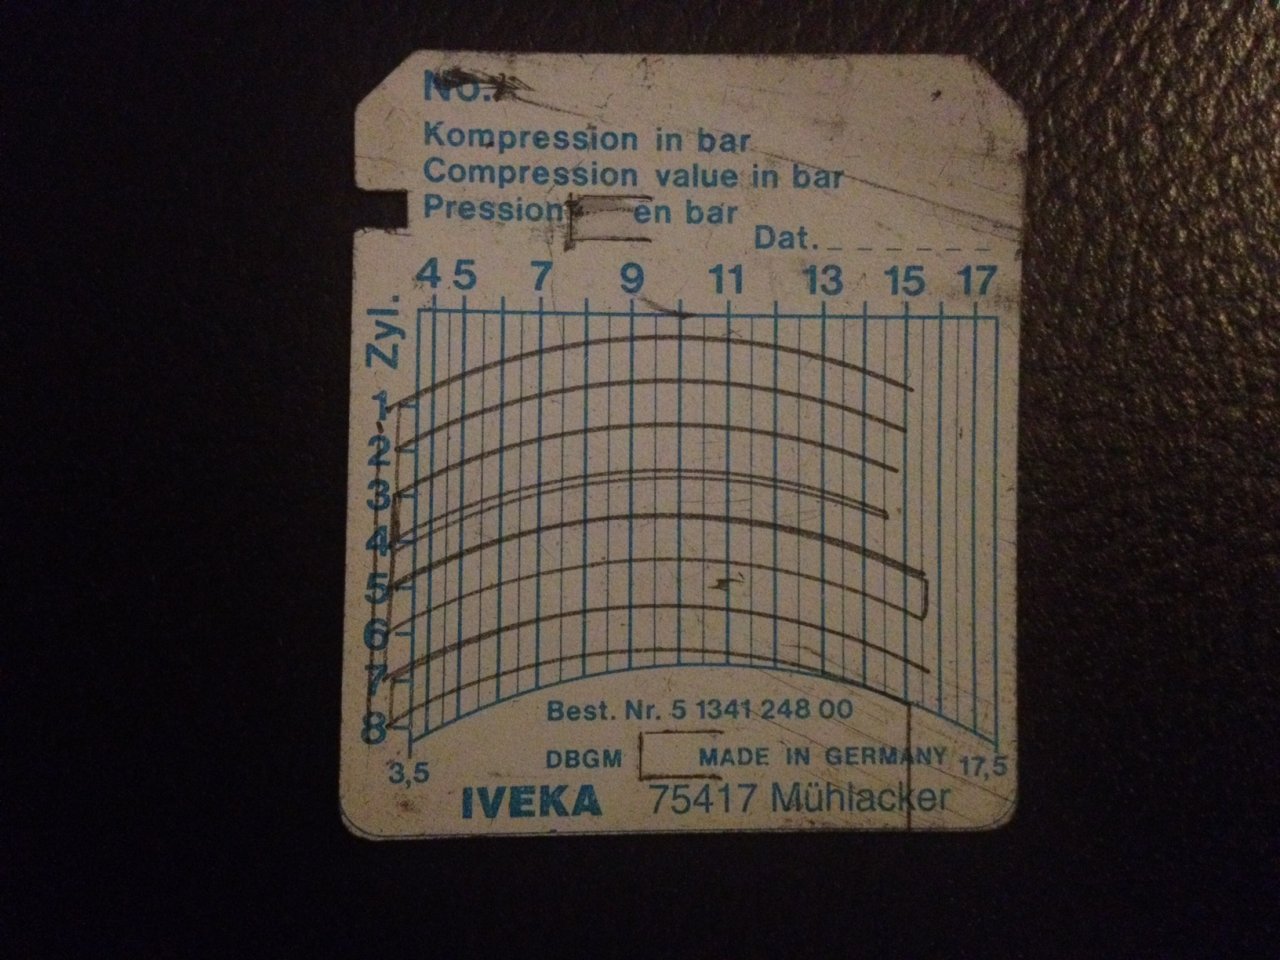 No.
Kompression in bar
Compression value in bar
Pression en bar
Dat.
4 5 7 9 11 13 15 17
Zyl.
1
2
3
4
5
6
7
8
3,5
17,5
Best. Nr. 5 1341 248 00
DBGM MADE IN GERMANY
IVEKA 75417 Mühlacker